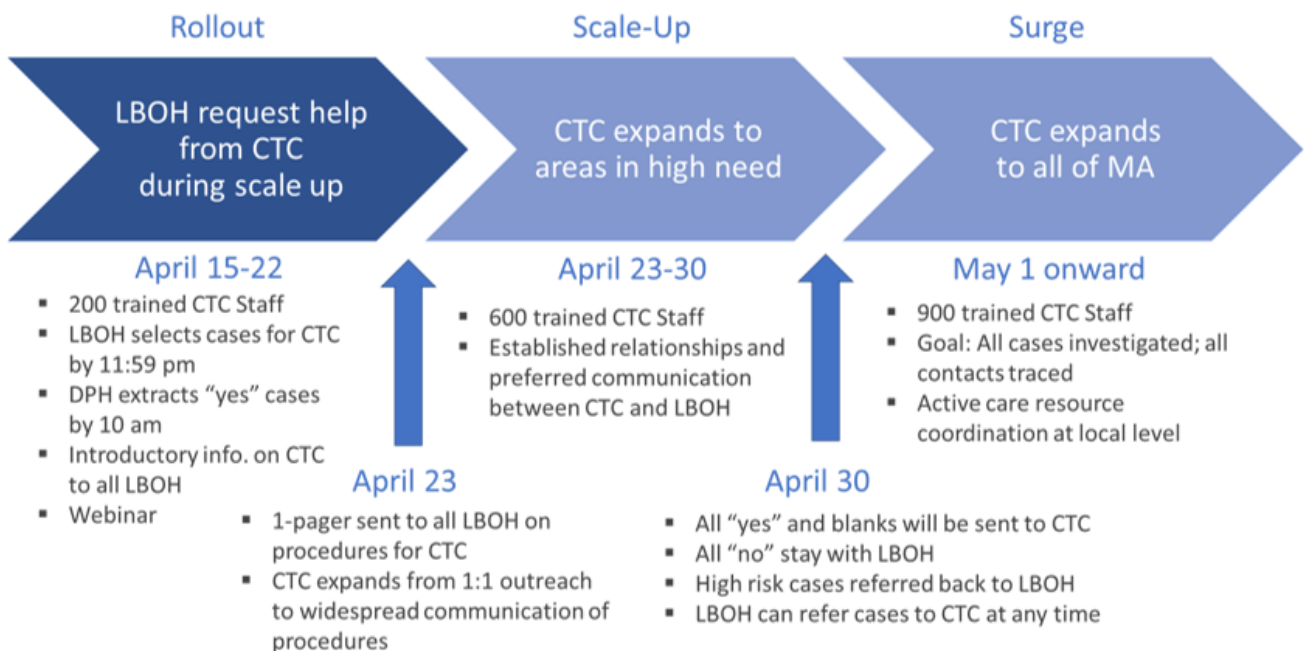 Rollout
Scale-Up
Surge
LBOH request help
from CTC
during scale up
CTC expands to
areas in high need
CTC expands
to all of MA
April 15-22
▪ 200 trained CTC Staff
▪ LBOH selects cases for CTC
by 11:59 pm
▪ DPH extracts “yes” cases
by 10 am
▪ Introductory info. on CTC
to all LBOH
▪ Webinar
April 23
▪ 1-pager sent to all LBOH on
procedures for CTC
▪ CTC expands from 1:1 outreach
to widespread communication of
procedures
April 23-30
▪ 600 trained CTC Staff
▪ Established relationships and
preferred communication
between CTC and LBOH
April 30
▪ All “yes” and blanks will be sent to CTC
▪ All “no” stay with LBOH
▪ High risk cases referred back to LBOH
▪ LBOH can refer cases to CTC at any time
May 1 onward
▪ 900 trained CTC Staff
▪ Goal: All cases investigated; all
contacts traced
▪ Active care resource
coordination at local level